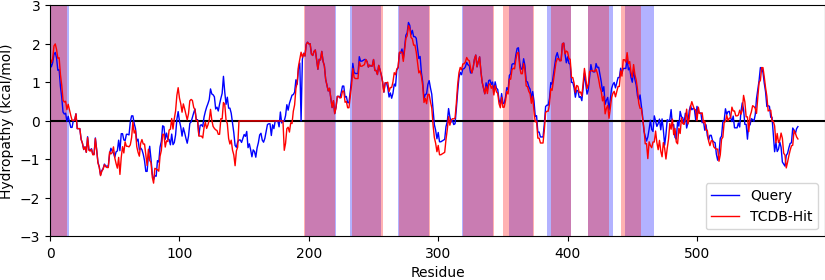 3
2
1
0
−1
−2
−3
Hydropathy (kcal/mol)
0 100 200 300 400 500
Residue
Query
TCDB-Hit